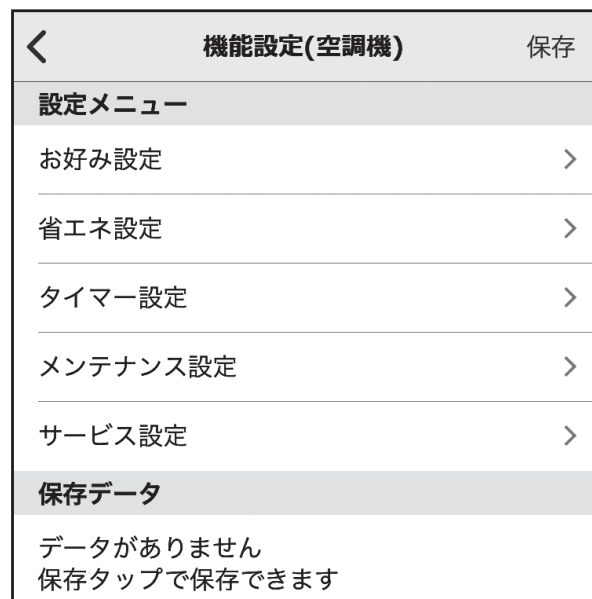 機能設定(空調機) 保存
設定メニュー
お好み設定
省エネ設定
タイマー設定
メンテナンス設定
サービス設定
保存データ
データがありません
保存タップで保存できます